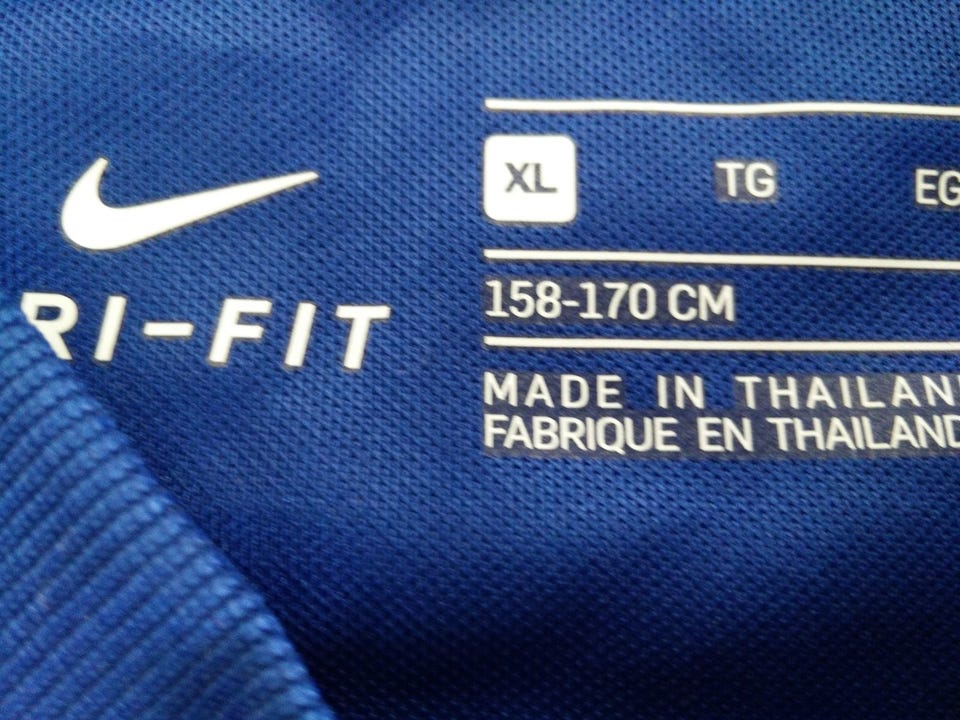 RI-FIT
XL TG EG
158-170 CM
MADE IN THAILAN
FABRIQUE EN THAILAND